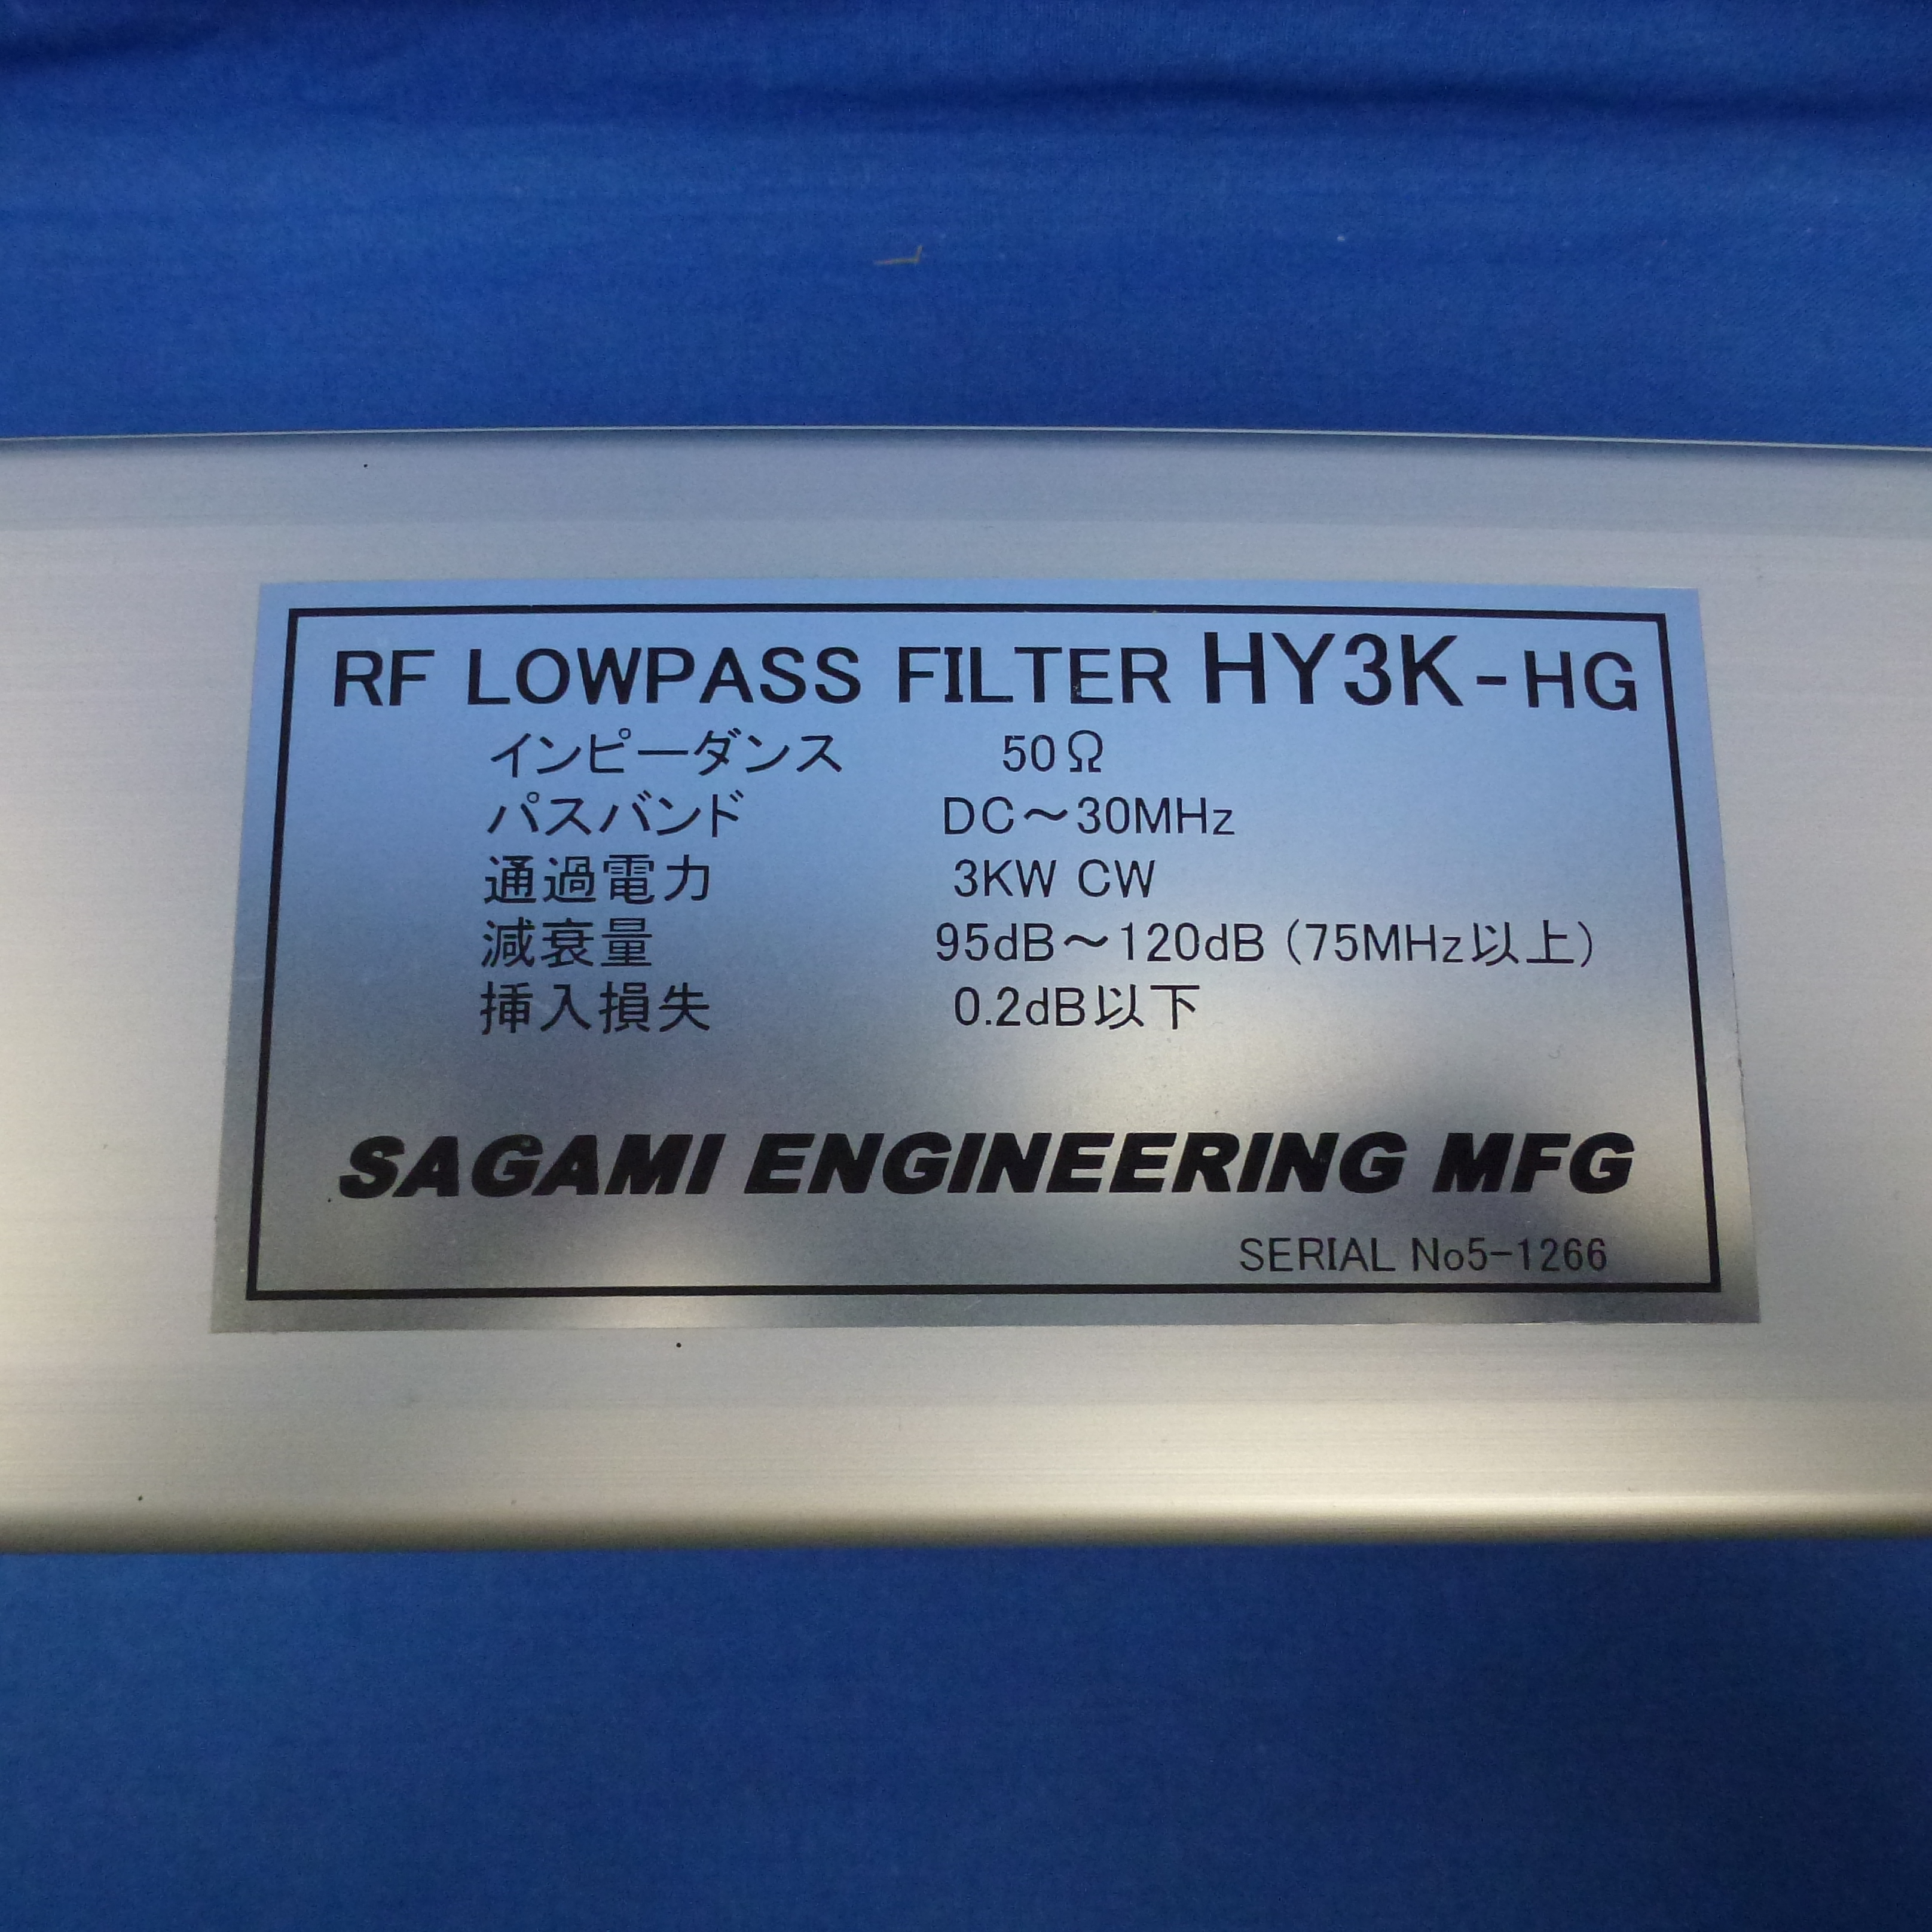 RF LOWPASS FILTER HY3K-HG
インピーダンス 50Ω
パスバンド DC～30MHz
通過電力 3KW CW
減衰量 95dB～120dB(75MHz以上)
挿入損失 0.2dB以下
SAGAMI ENGINEERING MFG
SERIAL No5-1266